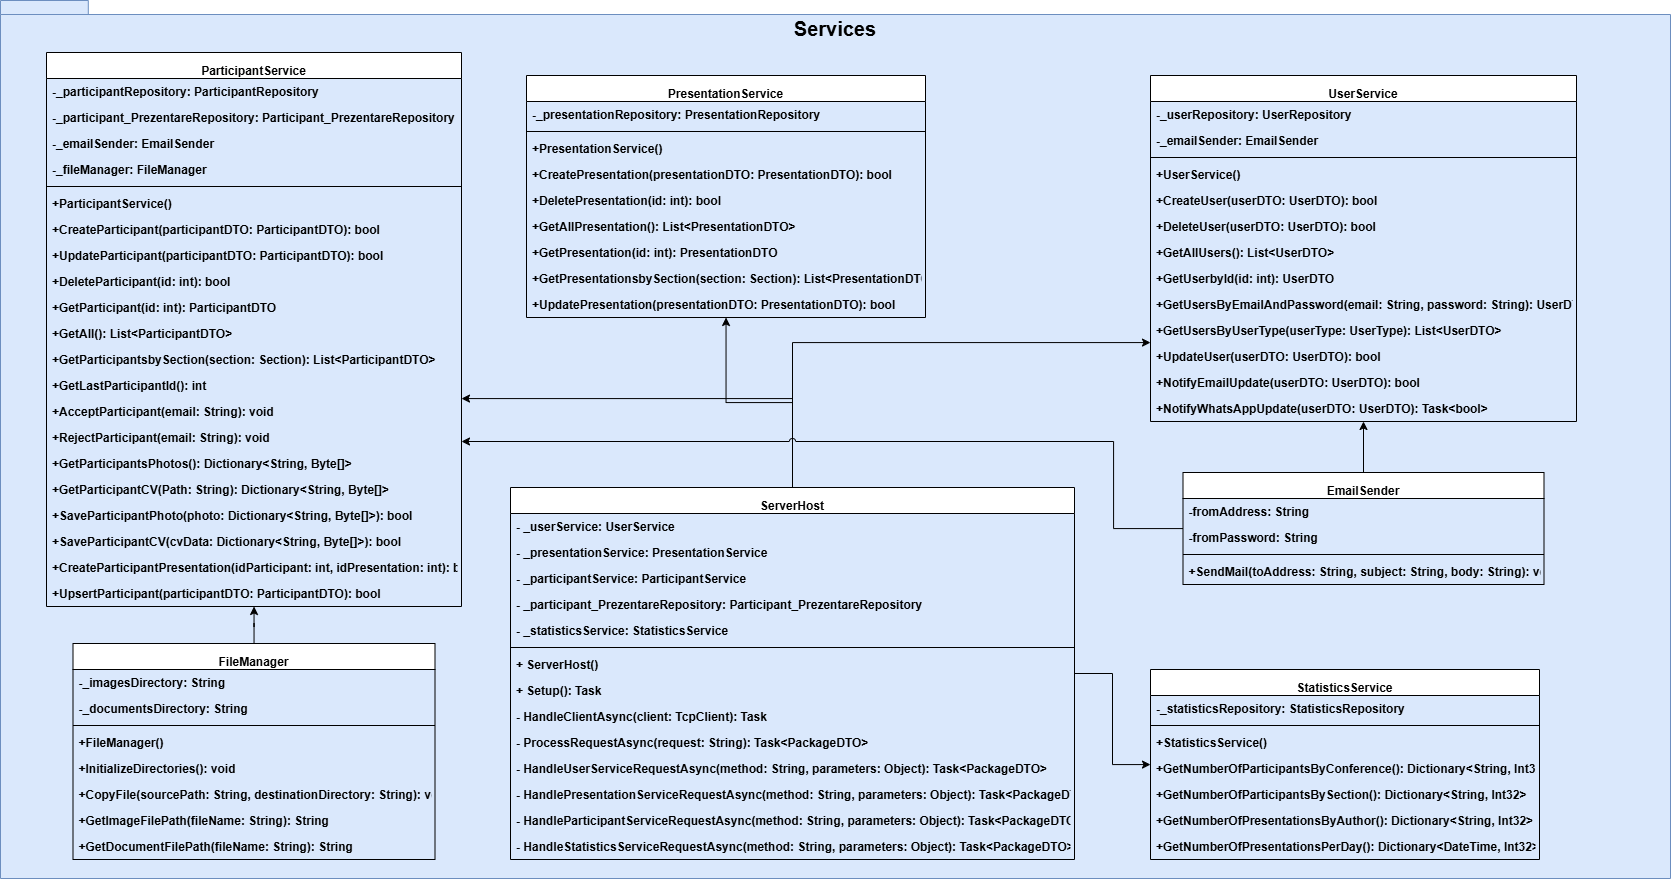 Services
ParticipantService
-_participantRepository: ParticipantRepository
-_participant_PrezentareRepository: Participant_PrezentareRepository
-_emailSender: EmailSender
-_fileManager: FileManager
+ParticipantService()
+CreateParticipant(participantDTO: ParticipantDTO): bool
+UpdateParticipant(participantDTO: ParticipantDTO): bool
+DeleteParticipant(id: int): bool
+GetParticipant(id: int): ParticipantDTO
+GetAll(): List<ParticipantDTO>
+GetParticipantsbySection(section: Section): List<ParticipantDTO>
+GetLastParticipantId(): int
+AcceptParticipant(email: String): void
+RejectParticipant(email: String): void
+GetParticipantsPhotos(): Dictionary<String, Byte[]>
+GetParticipantCV(Path: String): Dictionary<String, Byte[]>
+SaveParticipantPhoto(photo: Dictionary<String, Byte[]>): bool
+SaveParticipantCV(cvData: Dictionary<String, Byte[]>): bool
+CreateParticipantPresentation(idParticipant: int, idPresentation: int): b
+UpsertParticipant(participantDTO: ParticipantDTO): bool
PresentationService
-_presentationRepository: PresentationRepository
+PresentationService()
+CreatePresentation(presentationDTO: PresentationDTO): bool
+DeletePresentation(id: int): bool
+GetAllPresentation(): List<PresentationDTO>
+GetPresentation(id: int): PresentationDTO
+GetPresentationsbySection(section: Section): List<PresentationDT
+UpdatePresentation(presentationDTO: PresentationDTO): bool
UserService
-_userRepository: UserRepository
-_emailSender: EmailSender
+UserService()
+CreateUser(userDTO: UserDTO): bool
+DeleteUser(userDTO: UserDTO): bool
+GetAllUsers(): List<UserDTO>
+GetUserbyId(id: int): UserDTO
+GetUsersByEmailAndPassword(email: String, password: String): UserD
+GetUsersByUserType(userType: UserType): List<UserDTO>
+UpdateUser(userDTO: UserDTO): bool
+NotifyEmailUpdate(userDTO: UserDTO): bool
+NotifyWhatsAppUpdate(userDTO: UserDTO): Task<bool>
EmailSender
-fromAddress: String
-fromPassword: String
+SendMail(toAddress: String, subject: String, body: String): v
ServerHost
- _userService: UserService
- _presentationService: PresentationService
- _participantService: ParticipantService
- _participant_PrezentareRepository: Participant_PrezentareRepository
- _statisticsService: StatisticsService
+ ServerHost()
+ Setup(): Task
- HandleClientAsync(client: TcpClient): Task
- ProcessRequestAsync(request: String): Task<PackageDTO>
- HandleUserServiceRequestAsync(method: String, parameters: Object): Task<PackageDTO>
- HandlePresentationServiceRequestAsync(method: String, parameters: Object): Task<PackageD
- HandleParticipantServiceRequestAsync(method: String, parameters: Object): Task<PackageDTO
- HandleStatisticsServiceRequestAsync(method: String, parameters: Object): Task<PackageDTO>
FileManager
-_imagesDirectory: String
-_documentsDirectory: String
+FileManager()
+InitializeDirectories(): void
+CopyFile(sourcePath: String, destinationDirectory: String): v
+GetImageFilePath(fileName: String): String
+GetDocumentFilePath(fileName: String): String
StatisticsService
-_statisticsRepository: StatisticsRepository
+StatisticsService()
+GetNumberOfParticipantsByConference(): Dictionary<String, Int3
+GetNumberOfParticipantsBySection(): Dictionary<String, Int32>
+GetNumberOfPresentationsByAuthor(): Dictionary<String, Int32>
+GetNumberOfPresentationsPerDay(): Dictionary<DateTime, Int32>